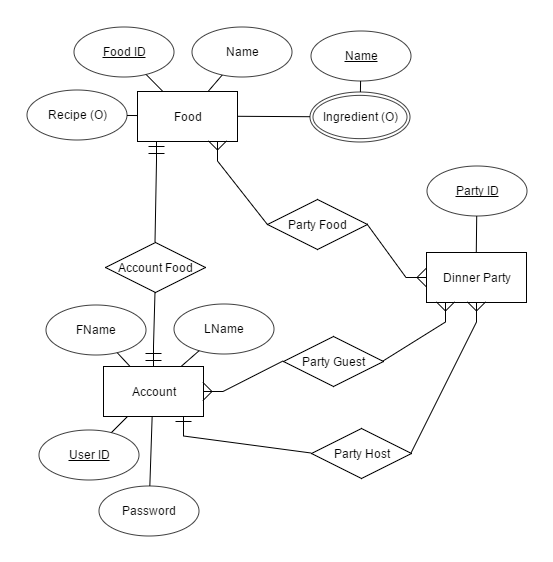 Food ID
Name
Name
Recipe (O)
Food
Ingredient (O)
Party ID
Party Food
Account Food
Dinner Party
FName
LName
Party Guest
Account
User ID
Party Host
Password